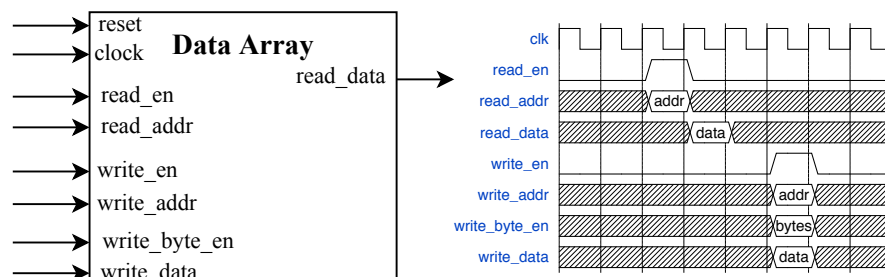 reset
clock
Data Array
read_data
read_en
read_addr
write_en
write_addr
write_byte_en
write_data
clk
read_en
read_addr
addr
read_data
data
write_en
write_addr
addr
write_byte_en
bytes
write_data
data